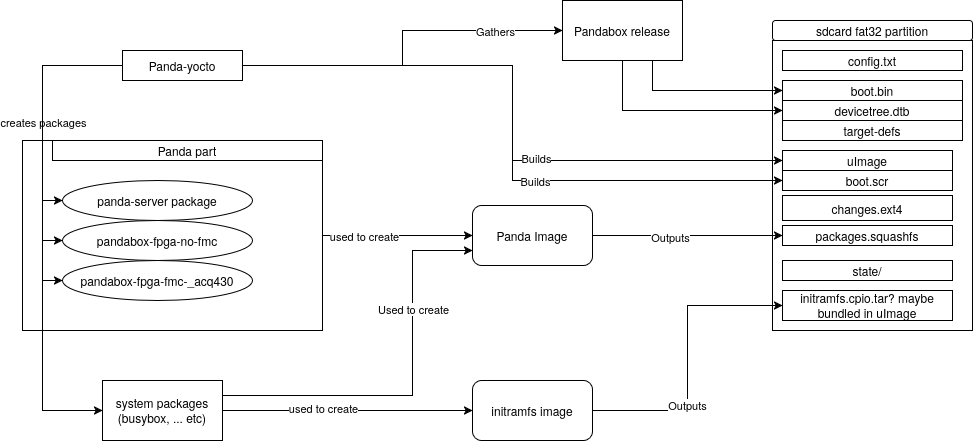 Gathers
Pandabox release
sdcard fat32 partition
Panda-yocto
config.txt
boot.bin
devicetree.dtb
target-defs
creates packages
Panda part
Builds
uImage
Builds
boot.scr
panda-server package
changes.ext4
pandabox-fpga-no-fmc
used to create
Panda Image
Outputs
packages.squashfs
pandabox-fpga-fmc-_acq430
state/
Used to create
initramfs.cpio.tar? maybe
bundled in uImage
system packages
(busybox, ... etc)
used to create
initramfs image
Outputs